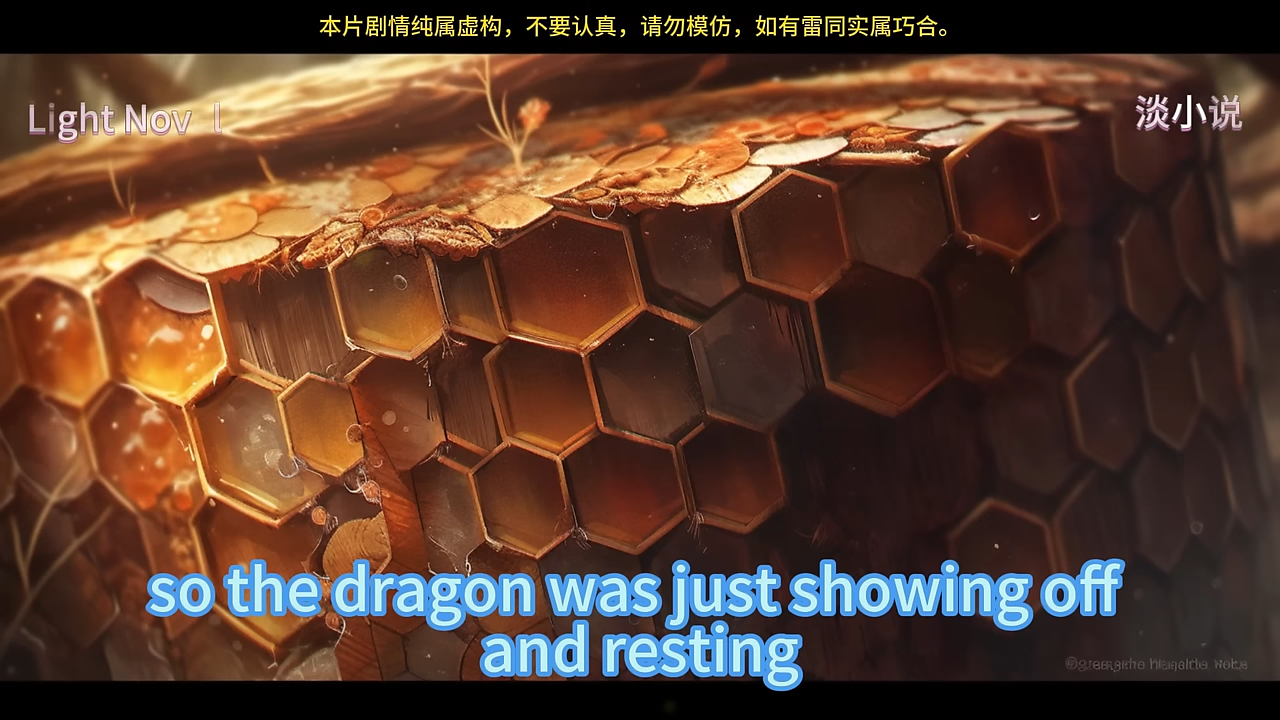 本片剧情纯属虚构，不要认真，请勿模仿，如有雷同实属巧合。
Light Nov l
淡小说
so the dragon was just showing off
and resting